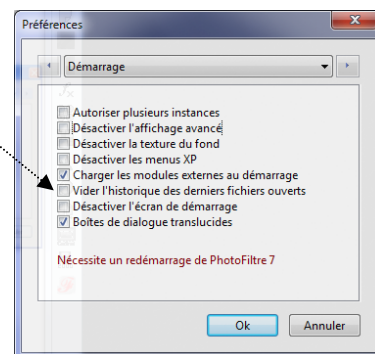 Préférences
Démarrage
Autoriser plusieurs instances
Désactiver l'affichage avancé
Désactiver la texture du fond
Désactiver les menus XP
Charger les modules externes au démarrage
Vider l'historique des derniers fichiers ouverts
Désactiver l'écran de démarrage
Boîtes de dialogue translucides
Nécessite un redémarrage de PhotoFiltre 7
Ok
Annuler